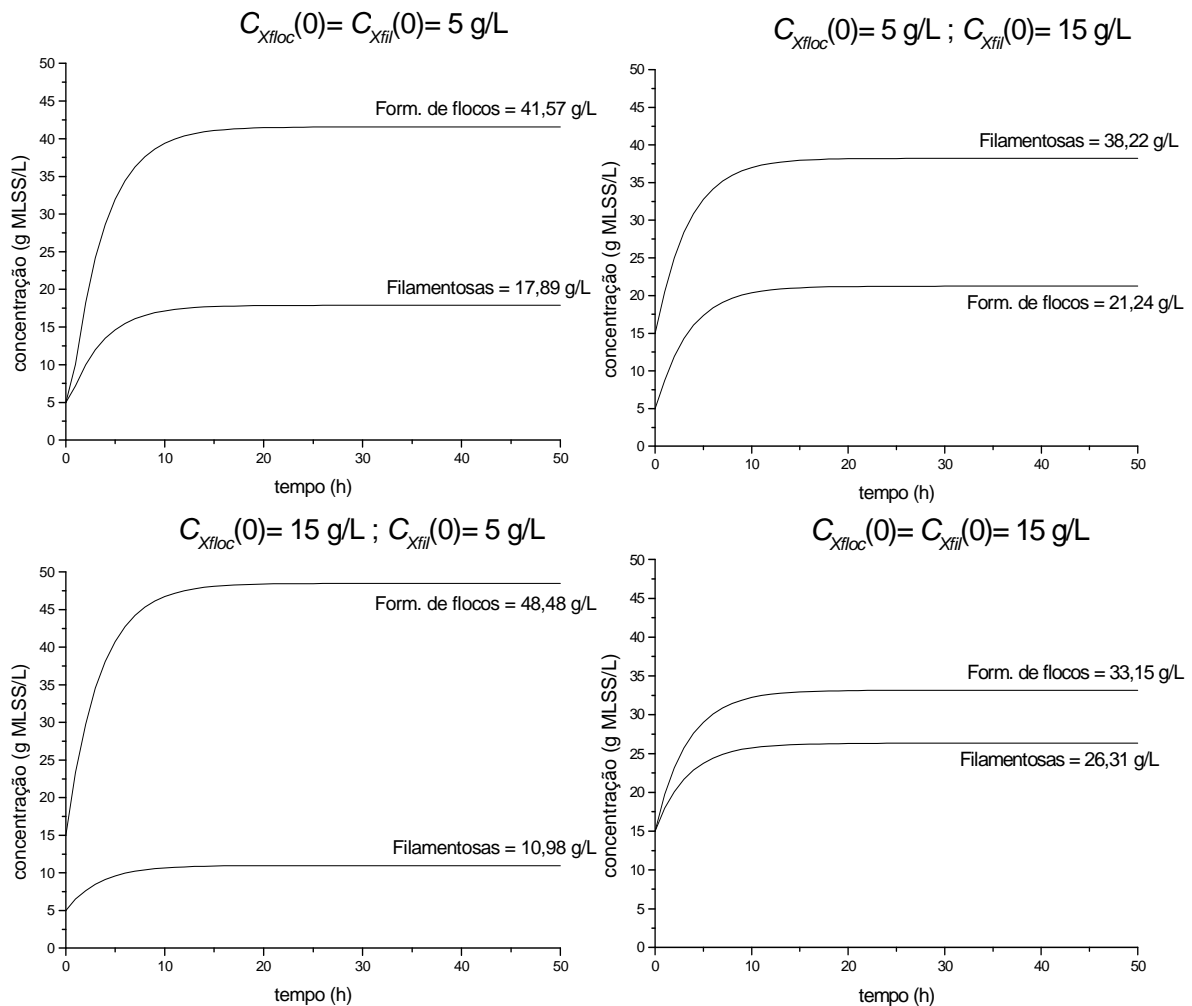 C_Xfloc(0)= C_Xfil(0)= 5 g/L
concentração (g MLSS/L)
50
45
40
35
30
25
20
15
10
5
0
Form. de flocos = 41,57 g/L
Filamentosas = 17,89 g/L
0 10 20 30 40 50
tempo (h)
C_Xfloc(0)= 5 g/L ; C_Xfil(0)= 15 g/L
concentração (g MLSS/L)
50
45
40
35
30
25
20
15
10
5
0
Filamentosas = 38,22 g/L
Form. de flocos = 21,24 g/L
0 10 20 30 40 50
tempo (h)
C_Xfloc(0)= 15 g/L ; C_Xfil(0)= 5 g/L
concentração (g MLSS/L)
50
45
40
35
30
25
20
15
10
5
0
Form. de flocos = 48,48 g/L
Filamentosas = 10,98 g/L
0 10 20 30 40 50
tempo (h)
C_Xfloc(0)= C_Xfil(0)= 15 g/L
concentração (g MLSS/L)
50
45
40
35
30
25
20
15
10
5
0
Form. de flocos = 33,15 g/L
Filamentosas = 26,31 g/L
0 10 20 30 40 50
tempo (h)